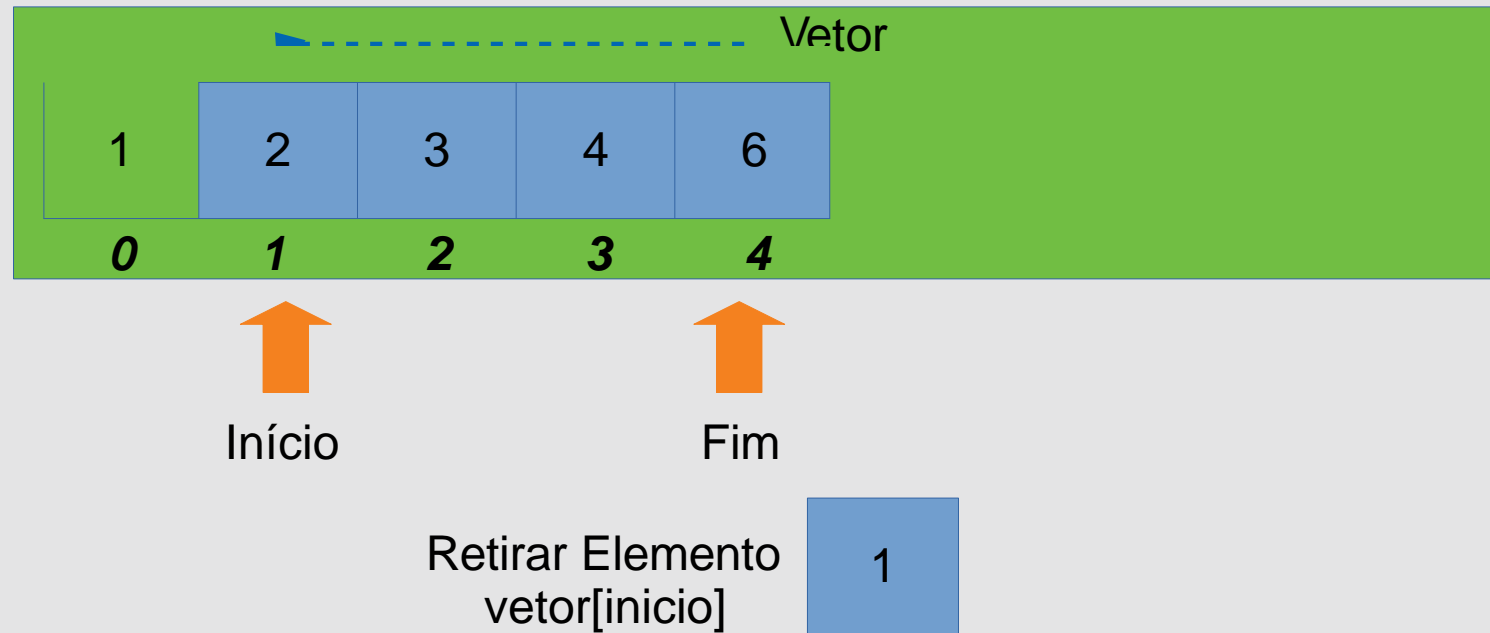 Vetor
1 2 3 4 6
0 1 2 3 4
Início Fim
Retirar Elemento
vetor[inicio]
1